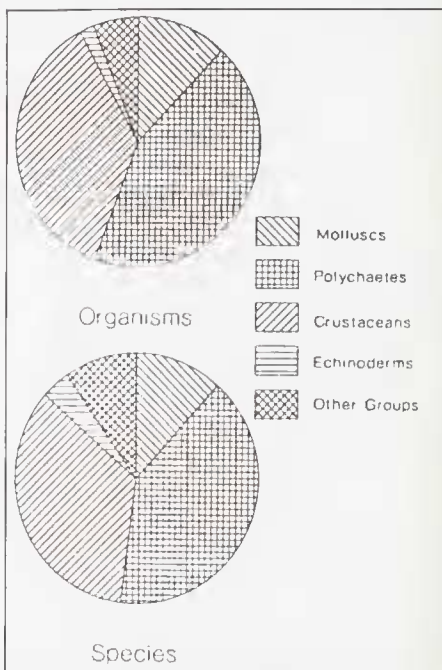 Molluscs
Polychaetes
Organisms
Crustaceans
Echinoderms
Other Groups
Species